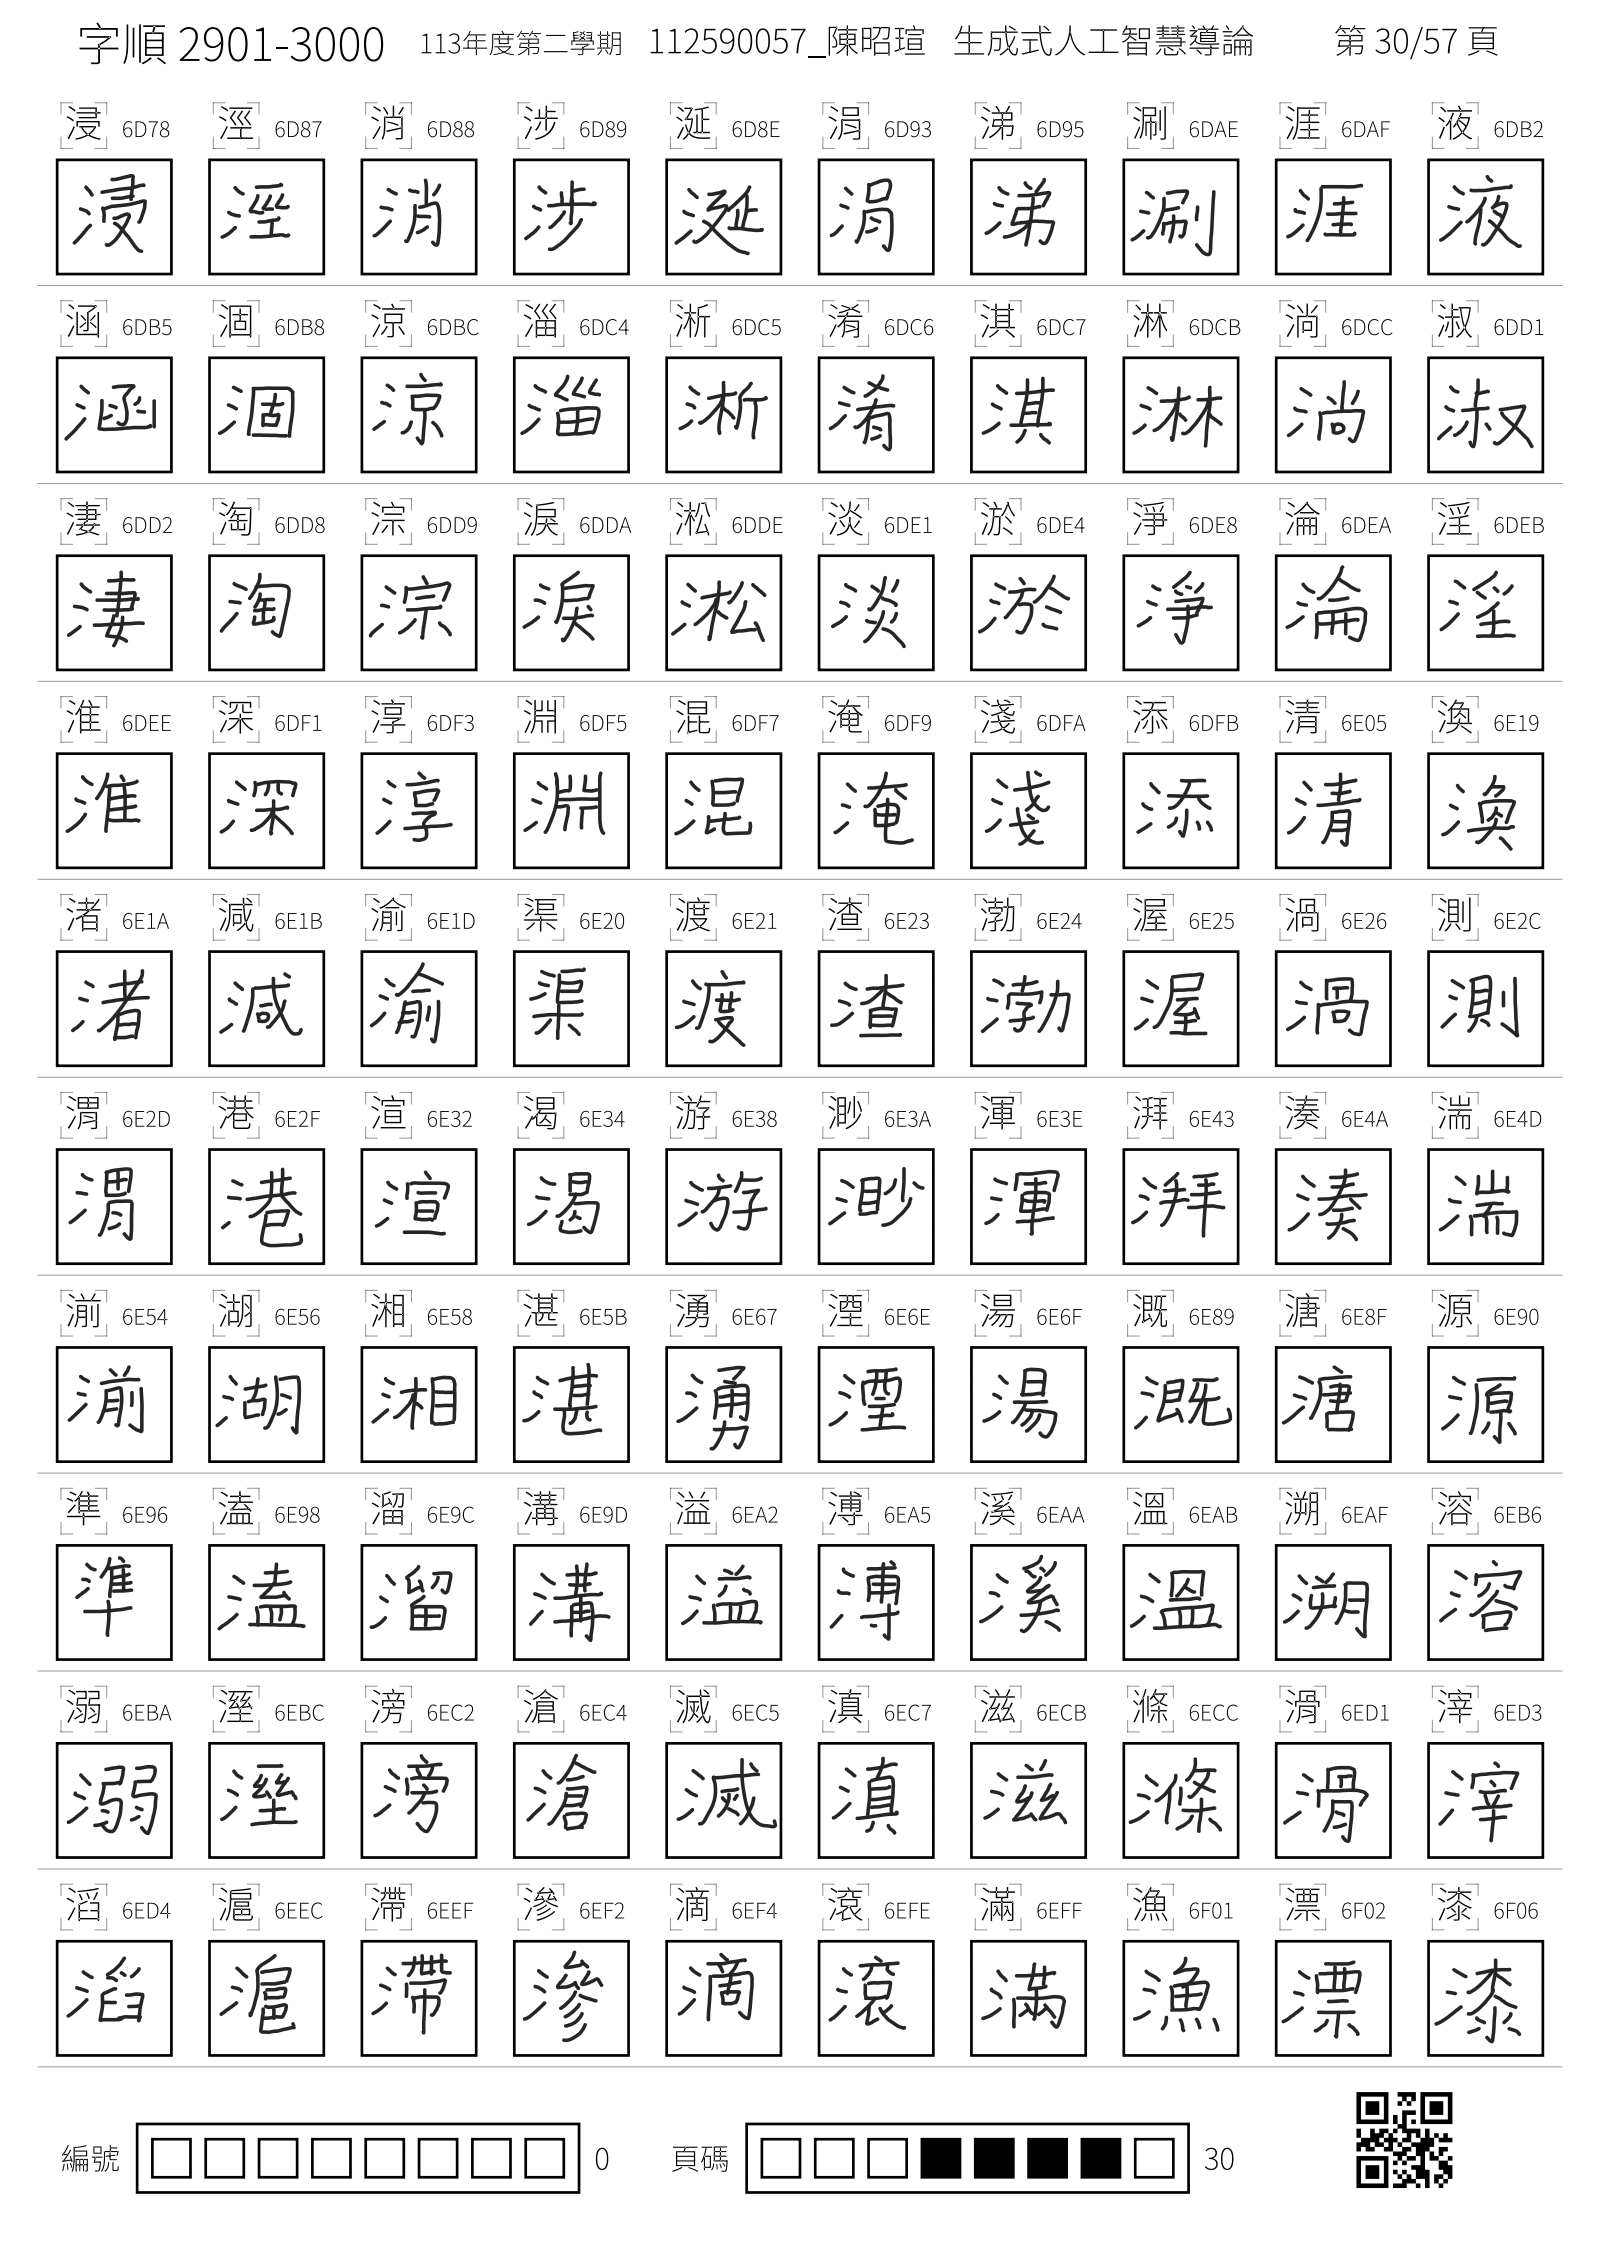 字順 2901-3000 113年度第二學期 112590057_陳昭瑄 生成式人工智慧導論 第 30/57 頁
浸 6D78 涇 6D87 消 6D88 涉 6D89 涎 6D8E 涓 6D93 涕 6D95 涮 6DAE 涯 6DAF 液 6DB2
浸 涇 消 涉 涎 涓 涕 涮 涯 液
涵 6DB5 涸 6DB8 涼 6DBC 淄 6DC4 淅 6DC5 淆 6DC6 淇 6DC7 淋 6DCB 淌 6DCC 淑 6DD1
涵 涸 涼 淄 淅 淆 淇 淋 淌 淑
淒 6DD2 淘 6DD8 淙 6DD9 淚 6DDA 淞 6DDE 淡 6DE1 淤 6DE4 淨 6DE8 淪 6DEA 淫 6DEB
淒 淘 淙 淚 淞 淡 淤 淨 淪 淫
淮 6DEE 深 6DF1 淳 6DF3 淵 6DF5 混 6DF7 淹 6DF9 淺 6DFA 添 6DFB 清 6E05 渙 6E19
淮 深 淳 淵 混 淹 淺 添 清 渙
渚 6E1A 減 6E1B 渝 6E1D 渠 6E20 渡 6E21 渣 6E23 渤 6E24 渥 6E25 渦 6E26 測 6E2C
渚 減 渝 渠 渡 渣 渤 渥 渦 測
渭 6E2D 港 6E2F 渲 6E32 渴 6E34 游 6E38 渺 6E3A 渾 6E3E 湃 6E43 湊 6E4A 湍 6E4D
渭 港 渲 渴 游 渺 渾 湃 湊 湍
湔 6E54 湖 6E56 湘 6E58 湛 6E5B 湧 6E67 湮 6E6E 湯 6E6F 溉 6E89 溏 6E8F 源 6E90
湔 湖 湘 湛 湧 湮 湯 溉 溏 源
準 6E96 溘 6E98 溜 6E9C 溝 6E9D 溢 6EA2 溥 6EA5 溪 6EAA 溫 6EAB 溯 6EAF 溶 6EB6
準 溘 溜 溝 溢 溥 溪 溫 溯 溶
溺 6EBA 溼 6EBC 滂 6EC2 滄 6EC4 滅 6EC5 滇 6EC7 滋 6ECB 滌 6ECC 滑 6ED1 滓 6ED3
溺 溼 滂 滄 滅 滇 滋 滌 滑 滓
滔 6ED4 滬 6EEC 滯 6EEF 滲 6EF2 滴 6EF4 滾 6EFE 滿 6EFF 漁 6F01 漂 6F02 漆 6F06
滔 滬 滯 滲 滴 滾 滿 漁 漂 漆
編號 0 頁碼 30